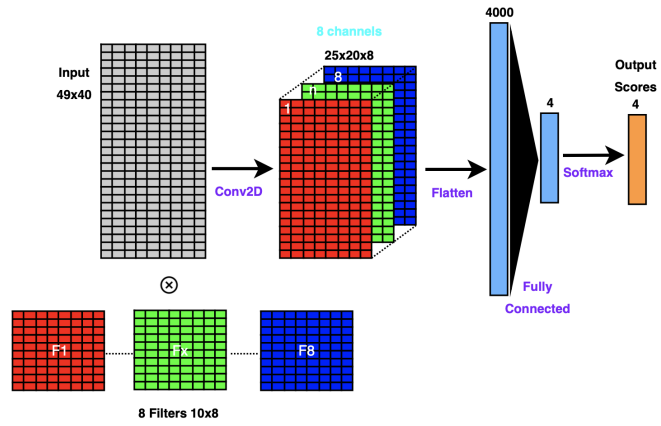 8 channels
4000
25x20x8
Input
49x40
8
n
1
Output
Scores
4
4
Conv2D
Flatten
Softmax
Fully
Connected
F1
Fx
F8
8 Filters 10x8